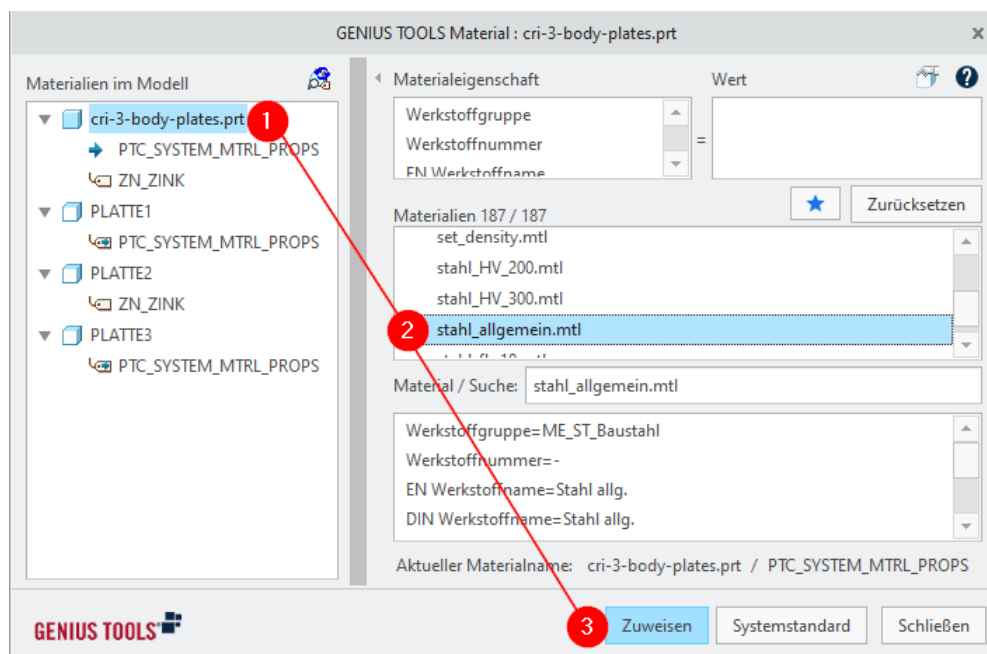 GENIUS TOOLS Material : cri-3-body-plates.prt
Materialien im Modell
cri-3-body-plates.prt
1
PTC_SYSTEM_MTRL_PROPS
ZN_ZINK
PLATTE1
PTC_SYSTEM_MTRL_PROPS
PLATTE2
ZN_ZINK
PLATTE3
PTC_SYSTEM_MTRL_PROPS
Materialeigenschaft
Wert
Werkstoffgruppe
Werkstoffnummer
EN Werkstoffname
=
Zurücksetzen
Materialien 187 / 187
set_density.mtl
stahl_HV_200.mtl
stahl_HV_300.mtl
2 stahl_allgemein.mtl
Material / Suche: stahl_allgemein.mtl
Werkstoffgruppe=ME_ST_Baustahl
Werkstoffnummer=-
EN Werkstoffname=Stahl allg.
DIN Werkstoffname=Stahl allg.
Aktueller Materialname: cri-3-body-plates.prt / PTC_SYSTEM_MTRL_PROPS
GENIUS TOOLS
3 Zuweisen Systemstandard Schließen